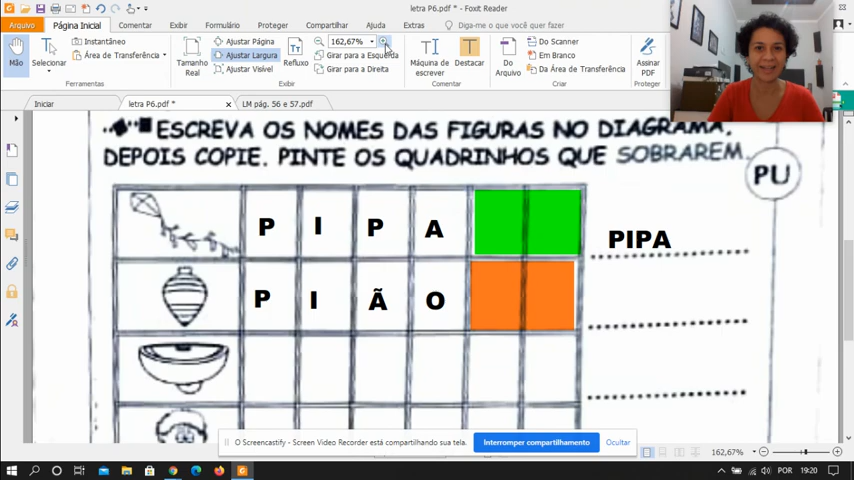 letra P6.pdf * - Foxit Reader
Arquivo Página Inicial Comentar Exibir Formulário Proteger Compartilhar Ajuda Extras Diga-me o que você quer fazer
Mão
Selecionar
Instantâneo
Área de Transferência
Ferramentas
Tamanho Real
Ajustar Página
Ajustar Largura
Ajustar Visível
Refluxo
162,67%
Girar para a Esquerda
Girar para a Direita
Exibir
Máquina de escrever
Destacar
Comentar
Do Arquivo
Do Scanner
Em Branco
Da Área de Transferência
Criar
Assinar PDF
Proteger
Iniciar letra P6.pdf * LM pág. 56 e 57.pdf
ESCREVA OS NOMES DAS FIGURAS NO DIAGRAMA,
DEPOIS COPIE. PINTE OS QUADRINHOS QUE SOBRAREM.
PU
P I P A PIPA
P I Ã O
O Screencastify - Screen Video Recorder está compartilhando sua tela. Interromper compartilhamento Ocultar
162,67%
POR 19:20